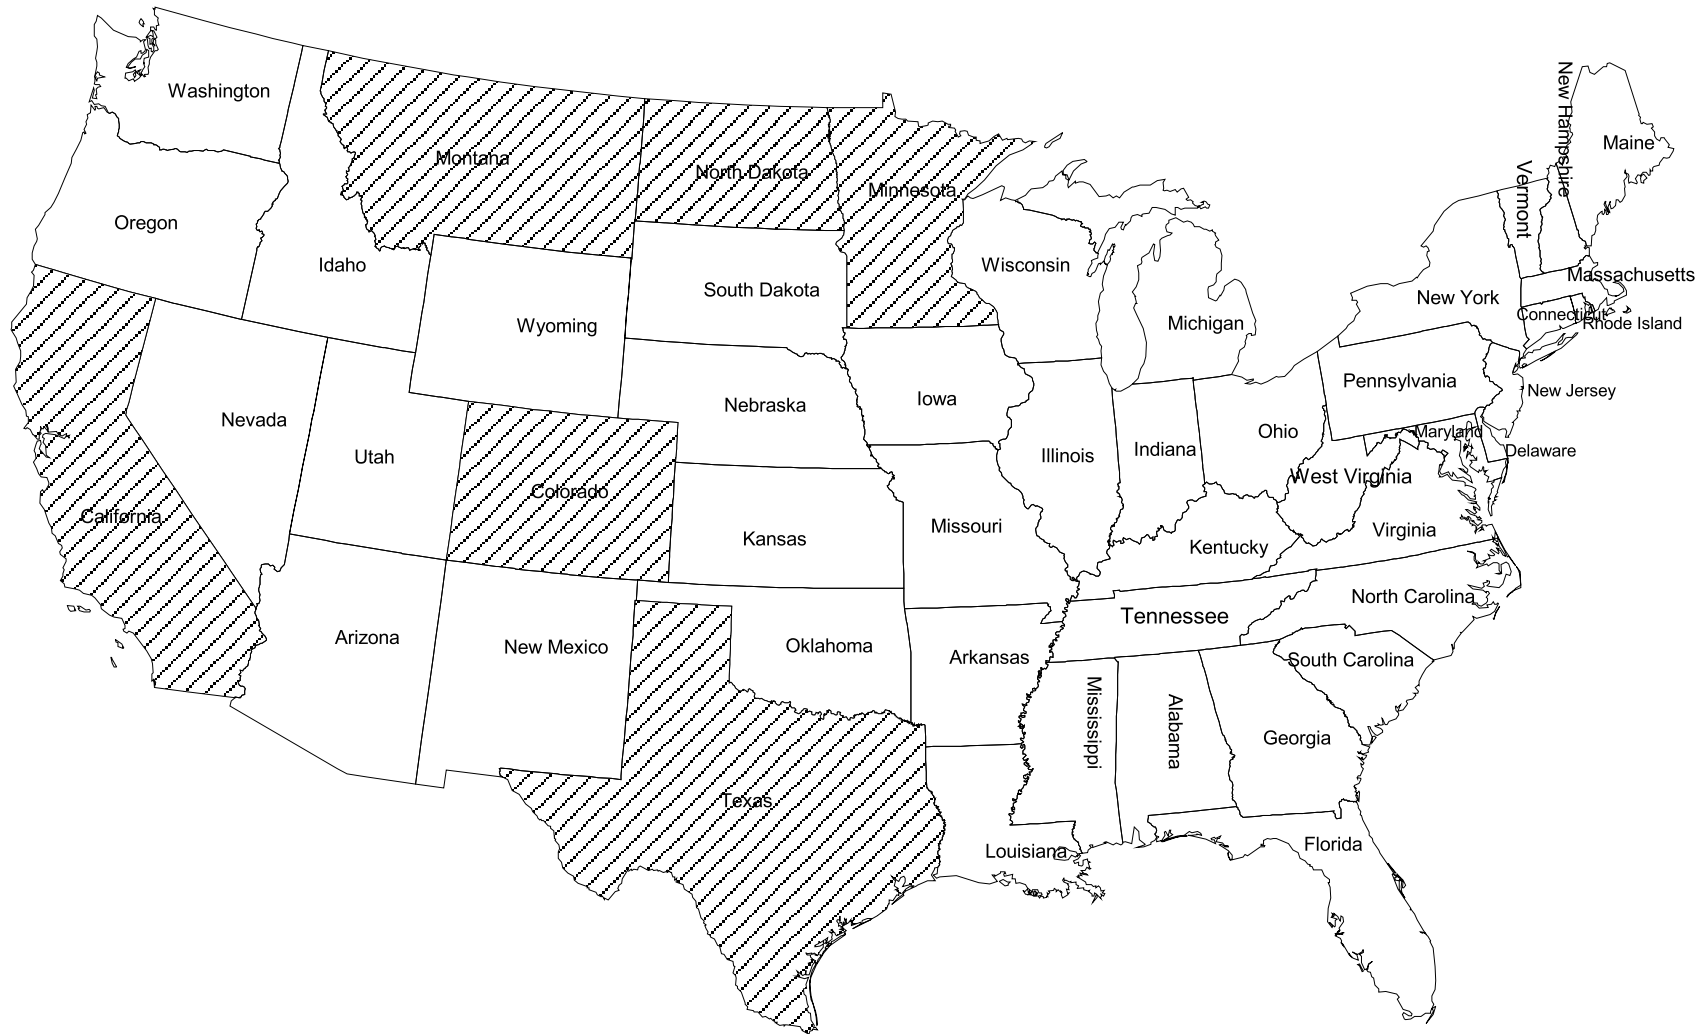 Washington
Montana
North Dakota
Minnesota
New Hampshire
Maine
Vermont
Oregon
Idaho
Wisconsin
South Dakota
Massachusetts
New York
Connecticut
Rhode Island
Wyoming
Michigan
Pennsylvania
New Jersey
Nebraska
Iowa
Nevada
Ohio
Maryland
Delaware
Utah
Illinois
Indiana
West Virginia
Colorado
California
Missouri
Virginia
Kansas
Kentucky
North Carolina
Tennessee
Arizona
New Mexico
Oklahoma
Arkansas
South Carolina
Mississippi
Alabama
Georgia
Texas
Louisiana
Florida